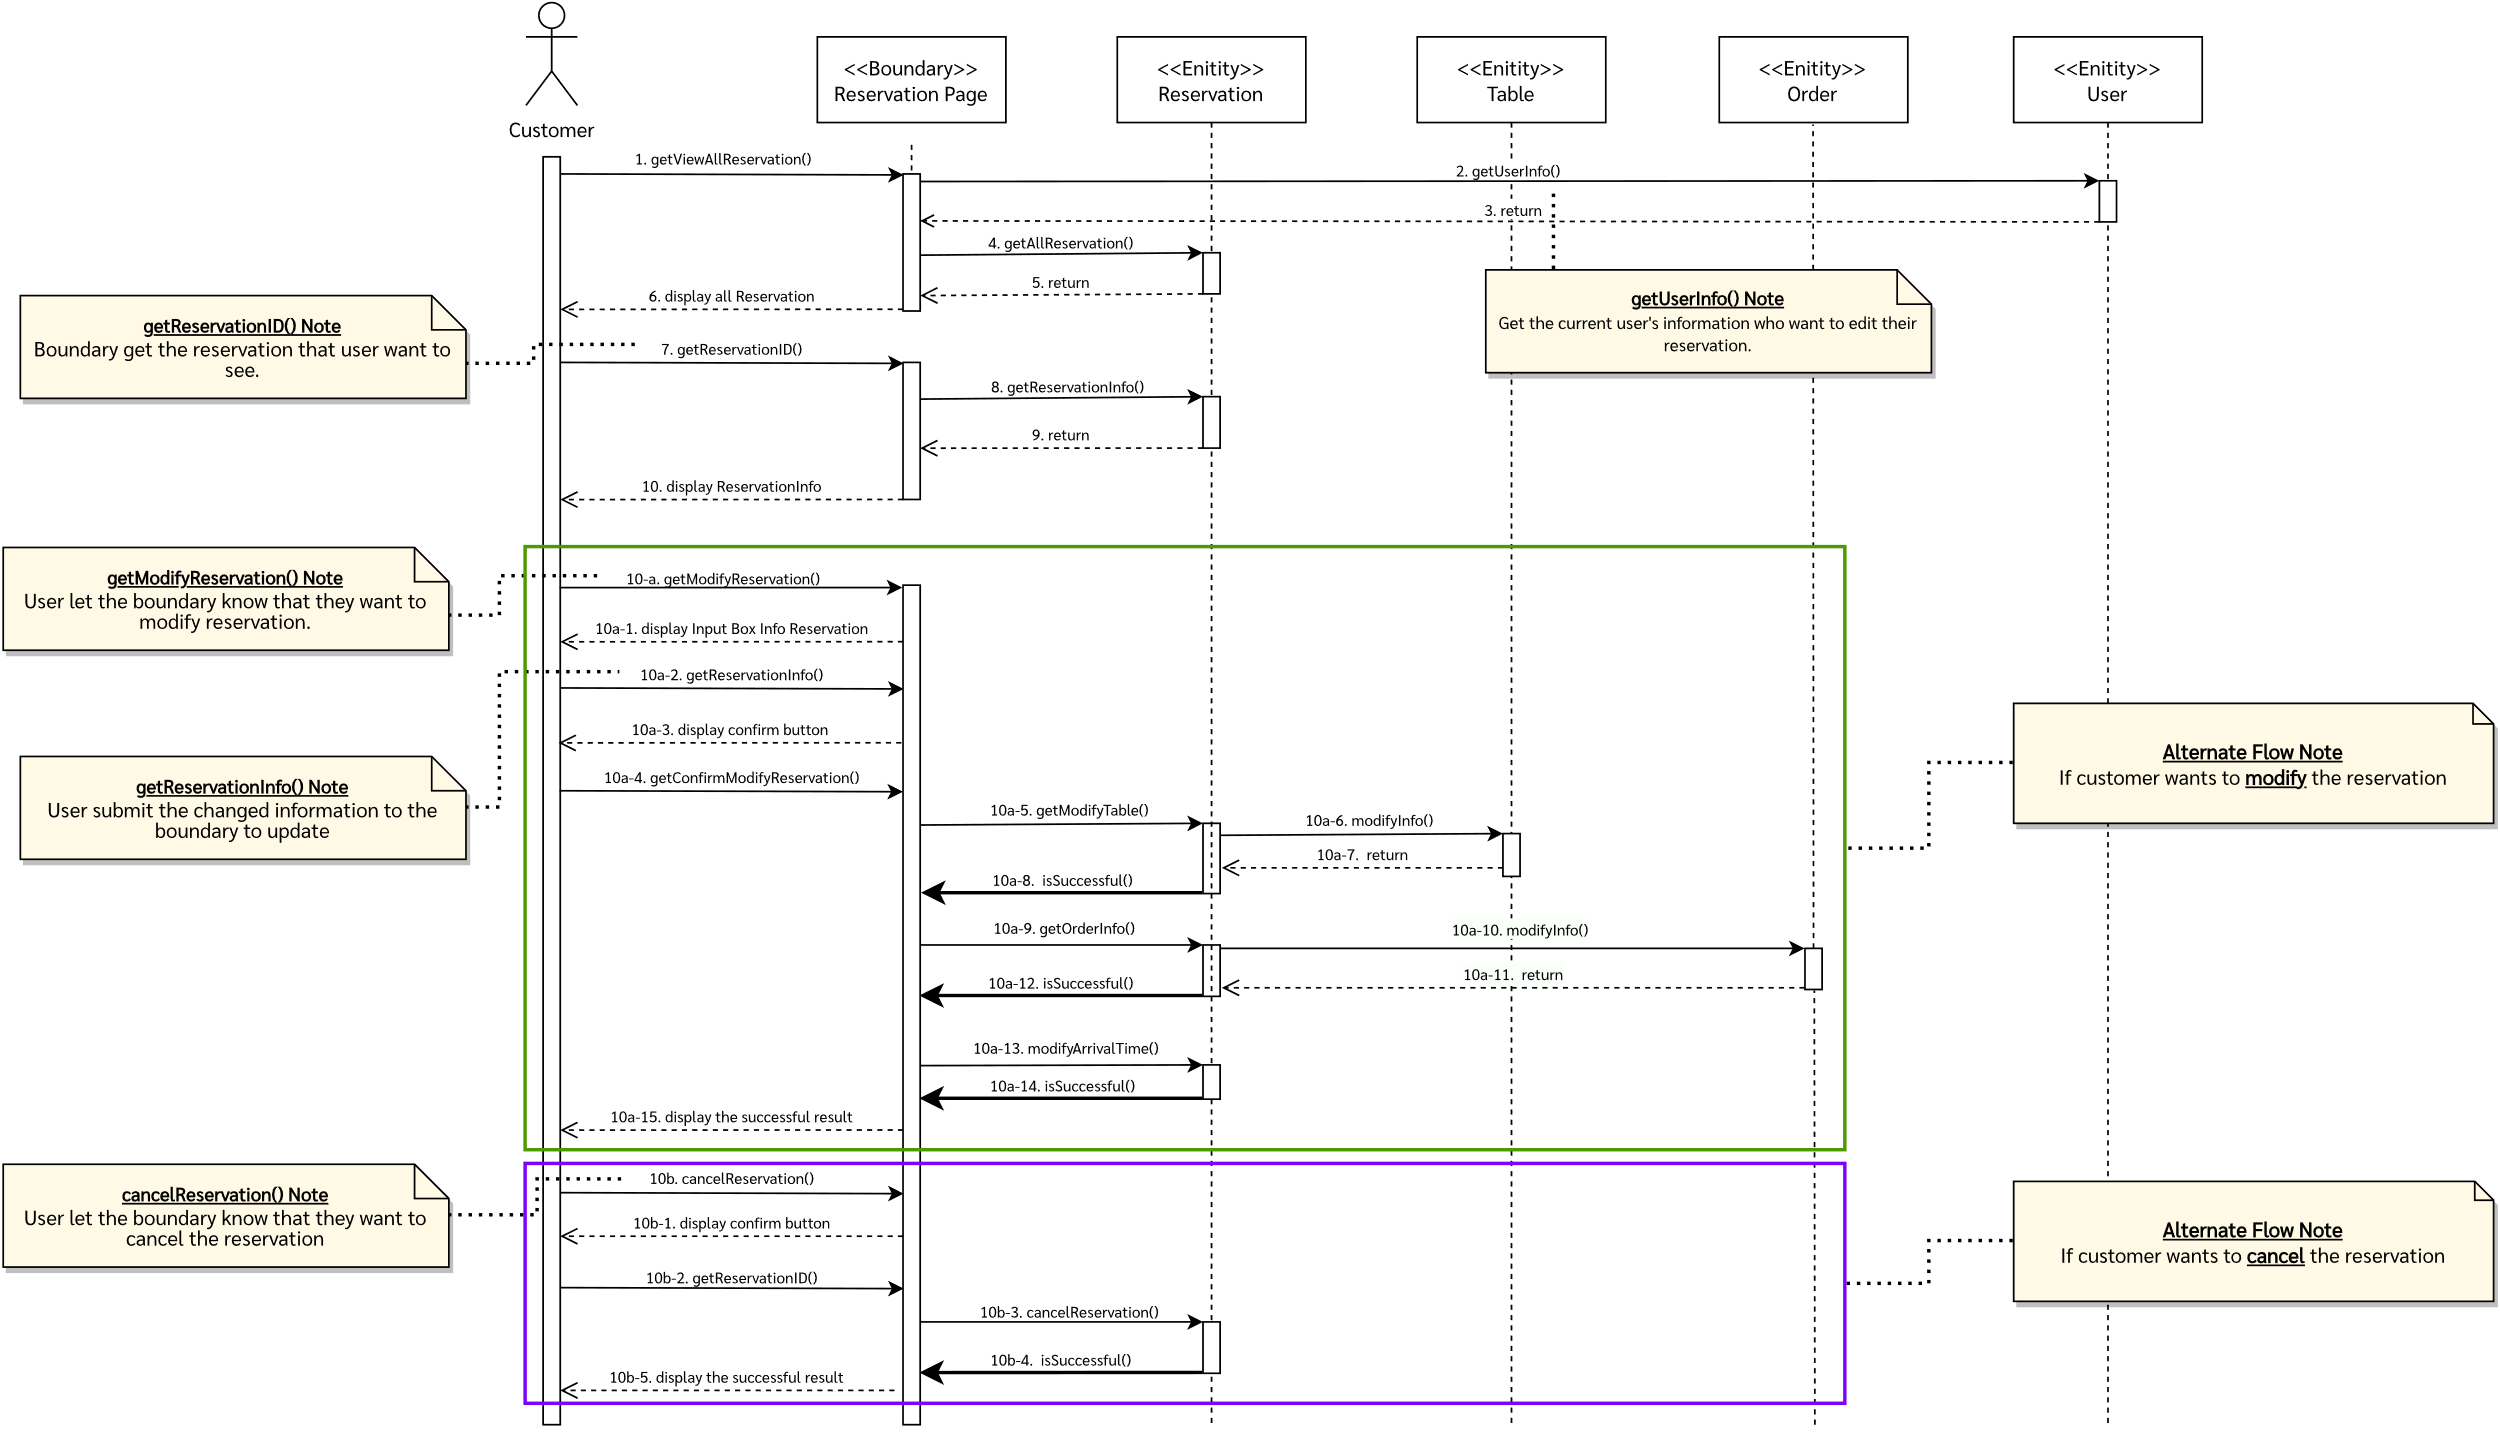 <<Boundary>>
Reservation Page
<<Enitity>>
Reservation
<<Enitity>>
Table
<<Enitity>>
Order
<<Enitity>>
User
Customer
1. getViewAllReservation()
2. getUserInfo()
3. return
4. getAllReservation()
5. return
6. display all Reservation
getUserInfo() Note
Get the current user's information who want to edit their
reservation.
getReservationID() Note
Boundary get the reservation that user want to
see.
7. getReservationID()
8. getReservationInfo()
9. return
10. display ReservationInfo
getModifyReservation() Note
User let the boundary know that they want to
modify reservation.
10-a. getModifyReservation()
10a-1. display Input Box Info Reservation
10a-2. getReservationInfo()
10a-3. display confirm button
Alternate Flow Note
If customer wants to modify the reservation
getReservationInfo() Note
User submit the changed information to the
boundary to update
10a-4. getConfirmModifyReservation()
10a-5. getModifyTable()
10a-6. modifyInfo()
10a-7.  return
10a-8.  isSuccessful()
10a-9. getOrderInfo()
10a-10. modifyInfo()
10a-11.  return
10a-12. isSuccessful()
10a-13. modifyArrivalTime()
10a-14. isSuccessful()
10a-15. display the successful result
cancelReservation() Note
User let the boundary know that they want to
cancel the reservation
10b. cancelReservation()
10b-1. display confirm button
Alternate Flow Note
If customer wants to cancel the reservation
10b-2. getReservationID()
10b-3. cancelReservation()
10b-4.  isSuccessful()
10b-5. display the successful result